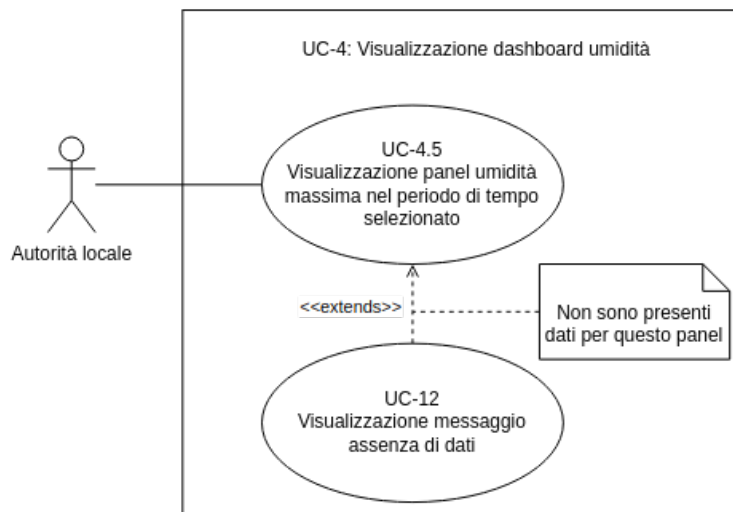 UC-4: Visualizzazione dashboard umidità
UC-4.5
Visualizzazione panel umidità
massima nel periodo di tempo
selezionato
Autorità locale
<<extends>>
Non sono presenti
dati per questo panel
UC-12
Visualizzazione messaggio
assenza di dati